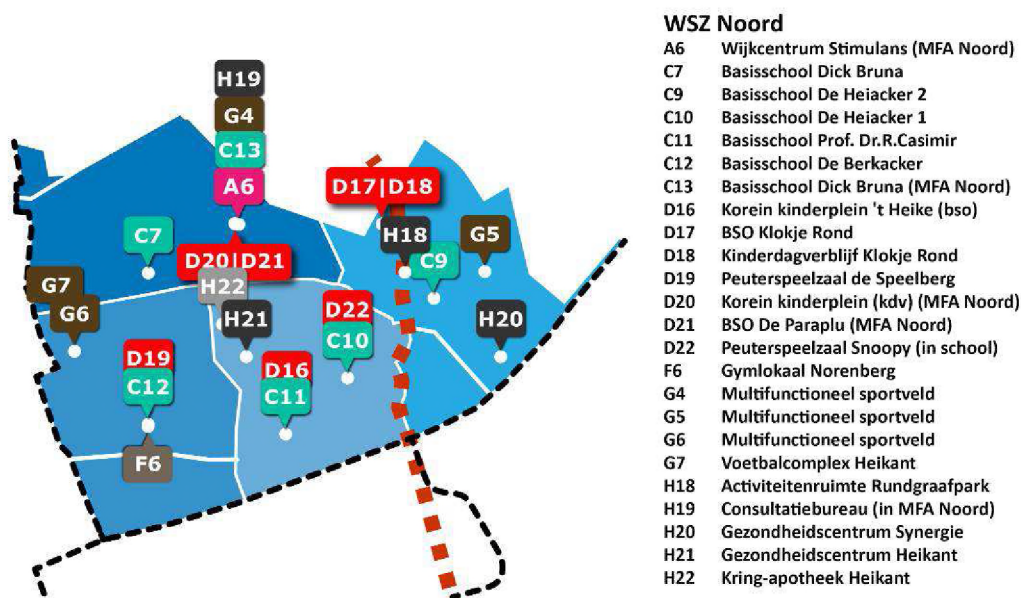 H19
G4
C13
A6
D17|D18
C7
D20|D21
H18
C9
G5
G7
H22
G6
H21
D22
C10
H20
D19
C12
D16
C11
F6
WSZ Noord
A6 Wijkcentrum Stimulans (MFA Noord)
C7 Basisschool Dick Bruna
C9 Basisschool De Heiacker 2
C10 Basisschool De Heiacker 1
C11 Basisschool Prof. Dr.R.Casimir
C12 Basisschool De Berkacker
C13 Basisschool Dick Bruna (MFA Noord)
D16 Korein kinderplein 't Heike (bso)
D17 BSO Klokje Rond
D18 Kinderdagverblijf Klokje Rond
D19 Peuterspeelzaal de Speelberg
D20 Korein kinderplein (kdv) (MFA Noord)
D21 BSO De Paraplu (MFA Noord)
D22 Peuterspeelzaal Snoopy (in school)
F6 Gymlokaal Norenberg
G4 Multifunctioneel sportveld
G5 Multifunctioneel sportveld
G6 Multifunctioneel sportveld
G7 Voetbalcomplex Heikant
H18 Activiteitenruimte Rundgraafpark
H19 Consultatiebureau (in MFA Noord)
H20 Gezondheidscentrum Synergie
H21 Gezondheidscentrum Heikant
H22 Kring-apotheek Heikant